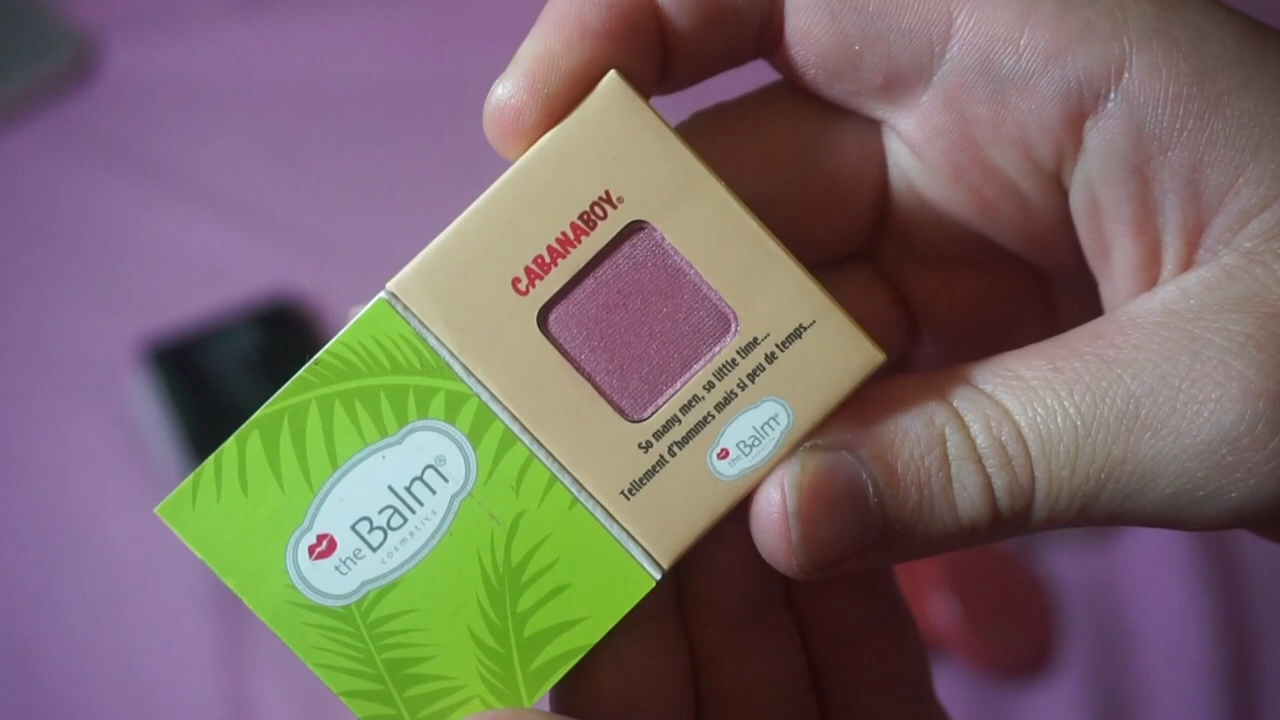 CABANABOY®
So many men, so little time...
Tellement d'hommes mais si peu de temps...
the Balm®
cosmetics
the Balm®
cosmetics